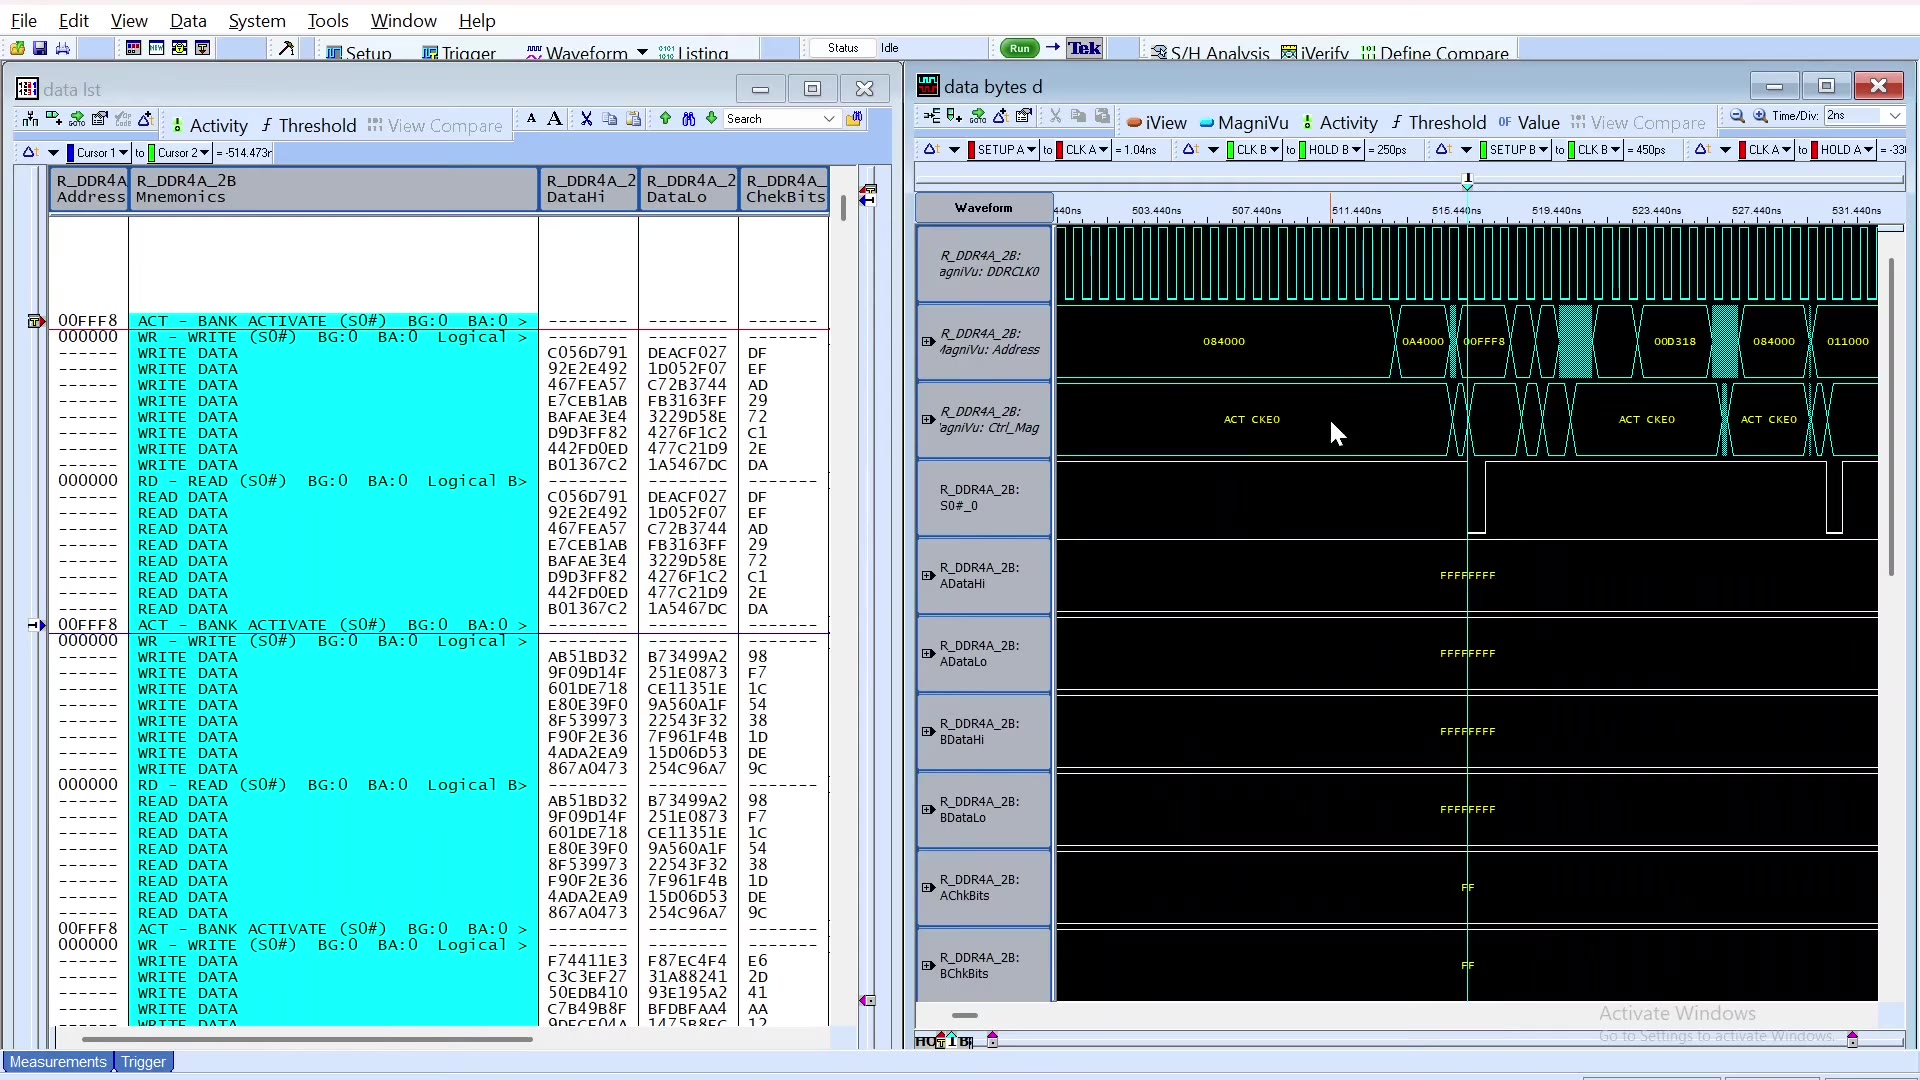 File Edit View Data System Tools Window Help
Setup Trigger Waveform Listing Status Idle Run Tek S/H Analysis iVerify Define Compare
data lst
Activity Threshold View Compare A A Search
Cursor 1 to Cursor 2 = -514.473n
R_DDR4A R_DDR4A_2B R_DDR4A_2 R_DDR4A_2 R_DDR4A_
Address Mnemonics DataHi DataLo ChekBits
00FFF8 ACT - BANK ACTIVATE (S0#) BG:0 BA:0 > -------- -------- -------
000000 WR - WRITE (S0#) BG:0 BA:0 Logical > -------- -------- -------
------ WRITE DATA C056D791 DEACF027 DF
------ WRITE DATA 92E2E492 1D052F07 EF
------ WRITE DATA 467FEA57 C72B3744 AD
------ WRITE DATA E7CEB1AB FB3163FF 29
------ WRITE DATA BAFAE3E4 3229D58E 72
------ WRITE DATA D9D3FF82 4276F1C2 C1
------ WRITE DATA 442FD0ED 477C21D9 2E
------ WRITE DATA B01367C2 1A5467DC DA
000000 RD - READ (S0#) BG:0 BA:0 Logical B> -------- -------- -------
------ READ DATA C056D791 DEACF027 DF
------ READ DATA 92E2E492 1D052F07 EF
------ READ DATA 467FEA57 C72B3744 AD
------ READ DATA E7CEB1AB FB3163FF 29
------ READ DATA BAFAE3E4 3229D58E 72
------ READ DATA D9D3FF82 4276F1C2 C1
------ READ DATA 442FD0ED 477C21D9 2E
------ READ DATA B01367C2 1A5467DC DA
00FFF8 ACT - BANK ACTIVATE (S0#) BG:0 BA:0 > -------- -------- -------
000000 WR - WRITE (S0#) BG:0 BA:0 Logical > -------- -------- -------
------ WRITE DATA AB51BD32 B73499A2 98
------ WRITE DATA 9F09D14F 251E0873 F7
------ WRITE DATA 601DE718 CE11351E 1C
------ WRITE DATA E80E39F0 9A560A1F 54
------ WRITE DATA 8F539973 22543F32 38
------ WRITE DATA F90F2E36 7F961F4B 1D
------ WRITE DATA 4ADA2EA9 15D06D53 DE
------ WRITE DATA 867A0473 254C96A7 9C
000000 RD - READ (S0#) BG:0 BA:0 Logical B> -------- -------- -------
------ READ DATA AB51BD32 B73499A2 98
------ READ DATA 9F09D14F 251E0873 F7
------ READ DATA 601DE718 CE11351E 1C
------ READ DATA E80E39F0 9A560A1F 54
------ READ DATA 8F539973 22543F32 38
------ READ DATA F90F2E36 7F961F4B 1D
------ READ DATA 4ADA2EA9 15D06D53 DE
------ READ DATA 867A0473 254C96A7 9C
00FFF8 ACT - BANK ACTIVATE (S0#) BG:0 BA:0 > -------- -------- -------
000000 WR - WRITE (S0#) BG:0 BA:0 Logical > -------- -------- -------
------ WRITE DATA F74411E3 F87EC4F4 E6
------ WRITE DATA C3C3EF27 31A88241 2D
------ WRITE DATA 50EDB410 93E195A2 41
------ WRITE DATA C7B49B8F BFDBFAA4 AA
------ WRITE DATA 9DFCF04A 1475B8FC 12
Measurements Trigger
data bytes d
iView MagniVu Activity Threshold Value View Compare Time/Div: 2ns
SETUP A to CLK A = 1.04ns CLK B to HOLD B = 250ps SETUP B to CLK B = 450ps CLK A to HOLD A = -33
Waveform 440ns 503.440ns 507.440ns 511.440ns 515.440ns 519.440ns 523.440ns 527.440ns 531.440ns
R_DDR4A_2B:
agniVu: DDRCLK0
R_DDR4A_2B:
MagniVu: Address
084000 0A4000 00FFF8 00D318 084000 011000
R_DDR4A_2B:
agniVu: Ctrl_Mag
ACT CKE0 ACT CKE0 ACT CKE0
R_DDR4A_2B:
S0#_0
R_DDR4A_2B:
ADataHi
FFFFFFFF
R_DDR4A_2B:
ADataLo
FFFFFFFF
R_DDR4A_2B:
BDataHi
FFFFFFFF
R_DDR4A_2B:
BDataLo
FFFFFFFF
R_DDR4A_2B:
AChkBits
FF
R_DDR4A_2B:
BChkBits
FF
Activate Windows
Go to Settings to activate Windows.